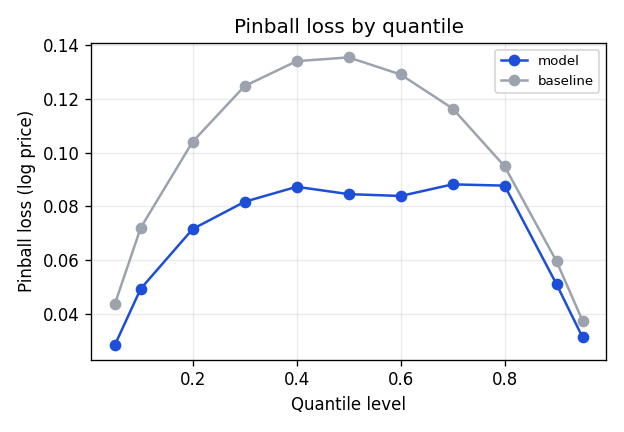 Pinball loss by quantile
0.14
0.12
0.10
0.08
0.06
0.04
Pinball loss (log price)
model
baseline
0.2
0.4
0.6
0.8
Quantile level